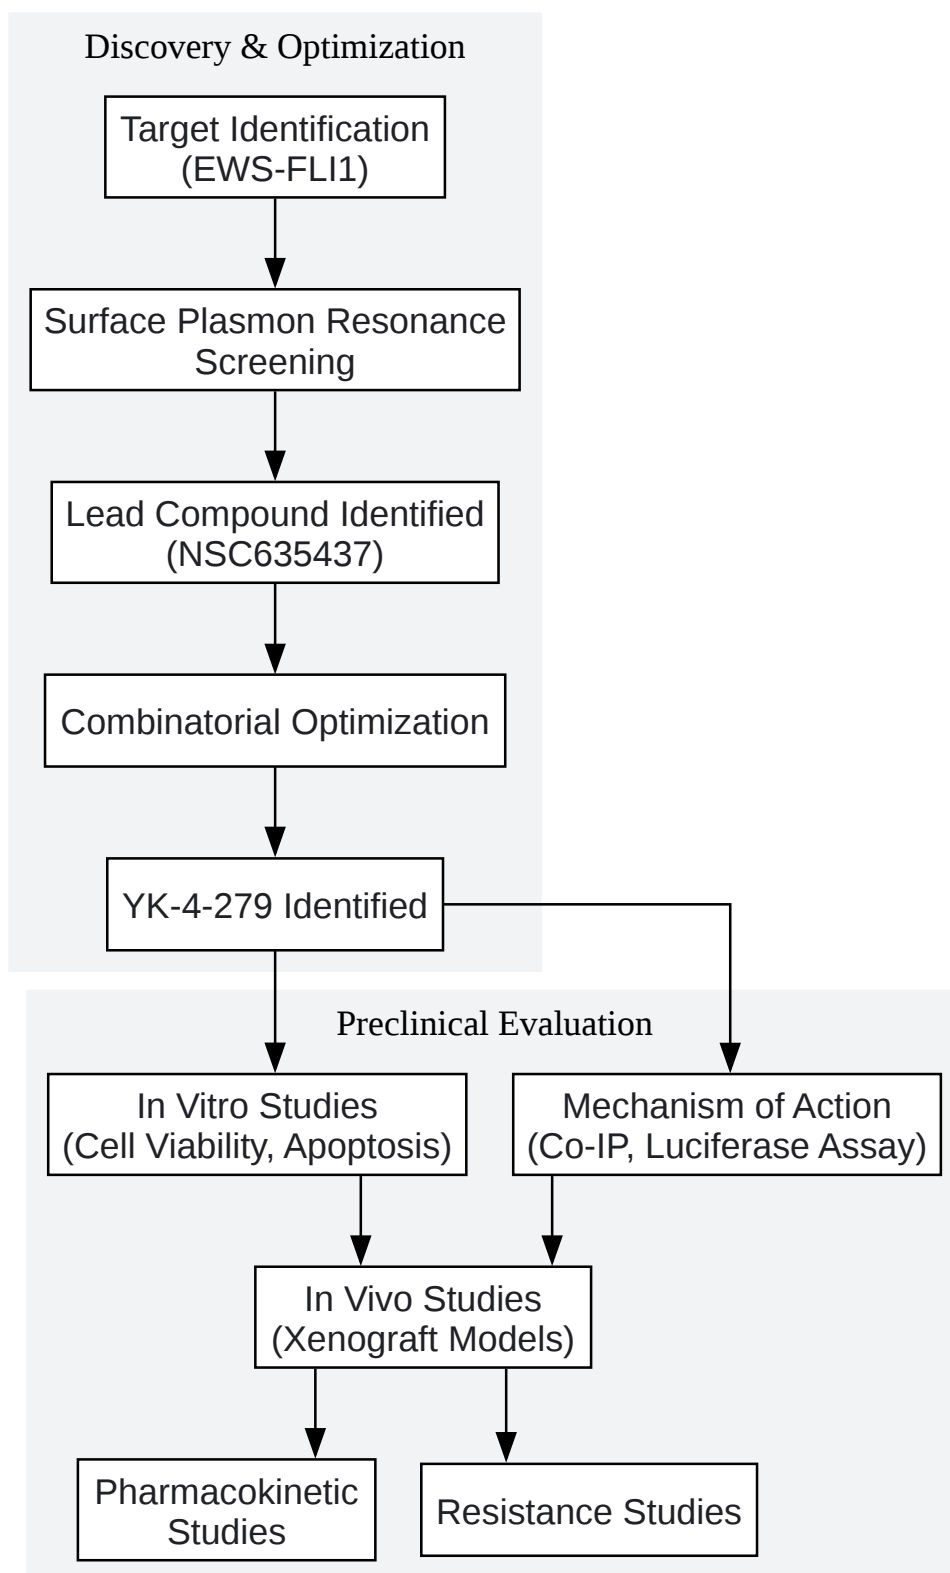 Discovery & Optimization
Target Identification
(EWS-FLI1)
Surface Plasmon Resonance
Screening
Lead Compound Identified
(NSC635437)
Combinatorial Optimization
YK-4-279 Identified
Preclinical Evaluation
In Vitro Studies
(Cell Viability, Apoptosis)
Mechanism of Action
(Co-IP, Luciferase Assay)
In Vivo Studies
(Xenograft Models)
Pharmacokinetic
Studies
Resistance Studies